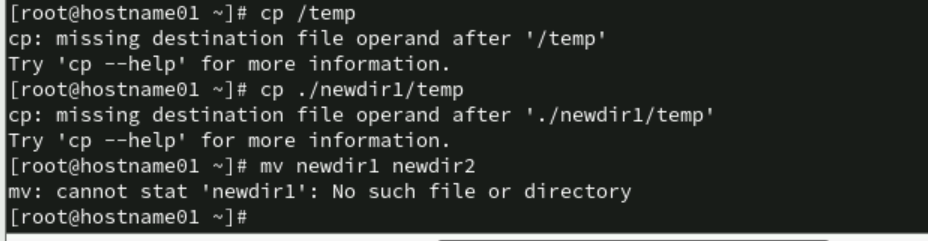 [root@hostname01 ~]# cp /temp
cp: missing destination file operand after '/temp'
Try 'cp --help' for more information.
[root@hostname01 ~]# cp ./newdir1/temp
cp: missing destination file operand after './newdir1/temp'
Try 'cp --help' for more information.
[root@hostname01 ~]# mv newdir1 newdir2
mv: cannot stat 'newdir1': No such file or directory
[root@hostname01 ~]#